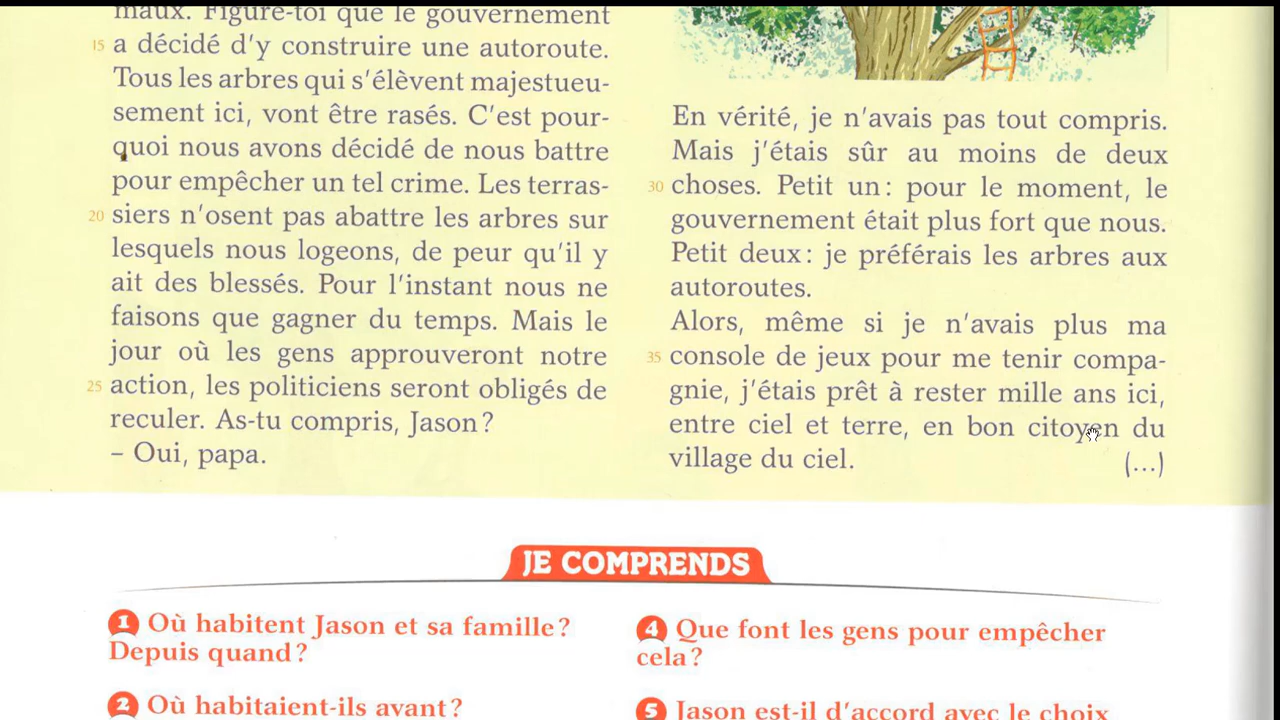 maux. Figure-toi que le gouvernement
15 a décidé d'y construire une autoroute.
Tous les arbres qui s'élèvent majestueu-
sement ici, vont être rasés. C'est pour-
quoi nous avons décidé de nous battre
pour empêcher un tel crime. Les terras-
20 siers n'osent pas abattre les arbres sur
lesquels nous logeons, de peur qu'il y
ait des blessés. Pour l'instant nous ne
faisons que gagner du temps. Mais le
jour où les gens approuveront notre
25 action, les politiciens seront obligés de
reculer. As-tu compris, Jason ?
– Oui, papa.
En vérité, je n'avais pas tout compris.
Mais j'étais sûr au moins de deux
30 choses. Petit un : pour le moment, le
gouvernement était plus fort que nous.
Petit deux : je préférais les arbres aux
autoroutes.
Alors, même si je n'avais plus ma
35 console de jeux pour me tenir compa-
gnie, j'étais prêt à rester mille ans ici,
entre ciel et terre, en bon citoyen du
village du ciel. (...)
JE COMPRENDS
1 Où habitent Jason et sa famille ?
Depuis quand ?
2 Où habitaient-ils avant ?
4 Que font les gens pour empêcher
cela ?
5 Jason est-il d'accord avec le choix